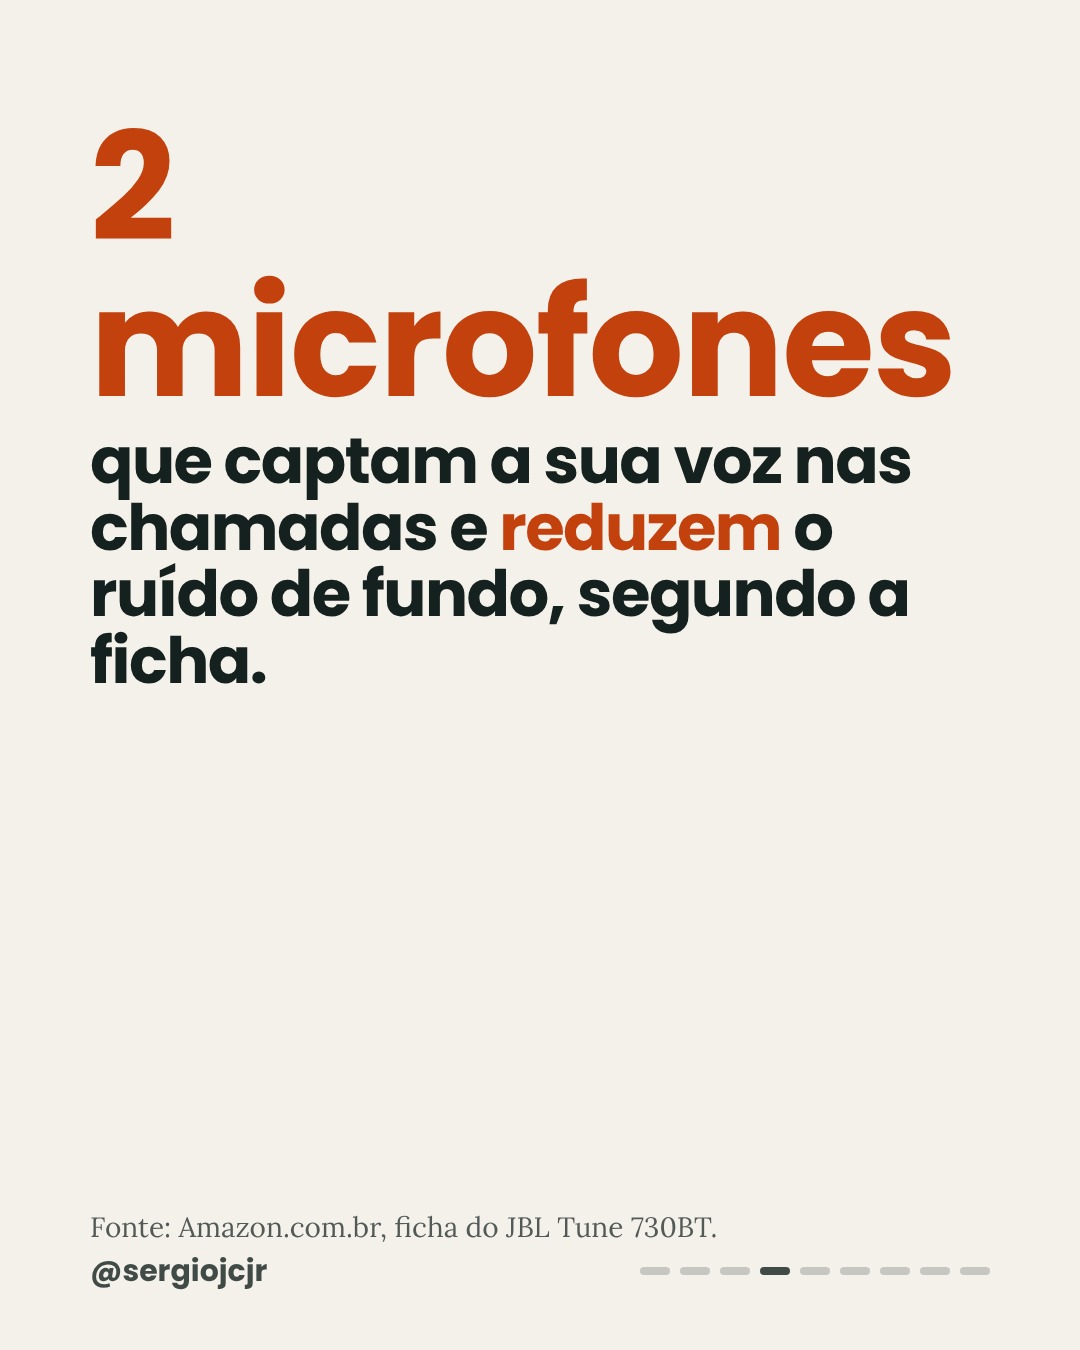 2
microfones
que captam a sua voz nas
chamadas e reduzem o
ruído de fundo, segundo a
ficha.
Fonte: Amazon.com.br, ficha do JBL Tune 730BT.
@sergiojcjr